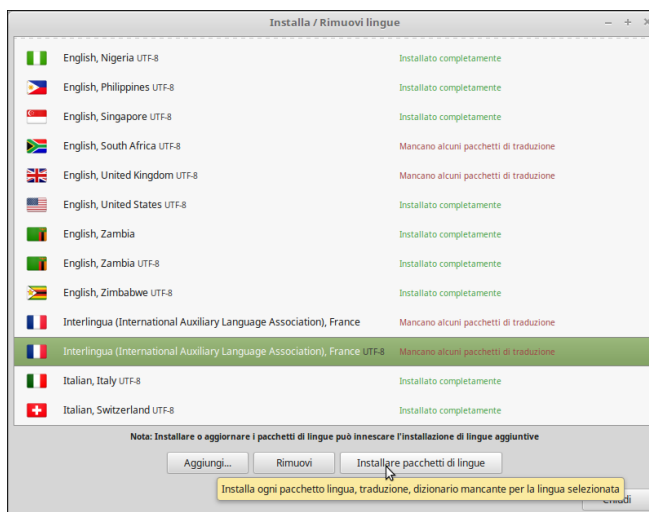 Installa / Rimuovi lingue
English, Nigeria UTF-8 Installato completamente
English, Philippines UTF-8 Installato completamente
English, Singapore UTF-8 Installato completamente
English, South Africa UTF-8 Mancano alcuni pacchetti di traduzione
English, United Kingdom UTF-8 Mancano alcuni pacchetti di traduzione
English, United States UTF-8 Installato completamente
English, Zambia Installato completamente
English, Zambia UTF-8 Installato completamente
English, Zimbabwe UTF-8 Installato completamente
Interlingua (International Auxiliary Language Association), France Mancano alcuni pacchetti di traduzione
Interlingua (International Auxiliary Language Association), France UTF-8 Mancano alcuni pacchetti di traduzione
Italian, Italy UTF-8 Installato completamente
Italian, Switzerland UTF-8 Installato completamente
Nota: Installare o aggiornare i pacchetti di lingue può innescare l'installazione di lingue aggiuntive
Aggiungi... Rimuovi Installare pacchetti di lingue
Installa ogni pacchetto lingua, traduzione, dizionario mancante per la lingua selezionata